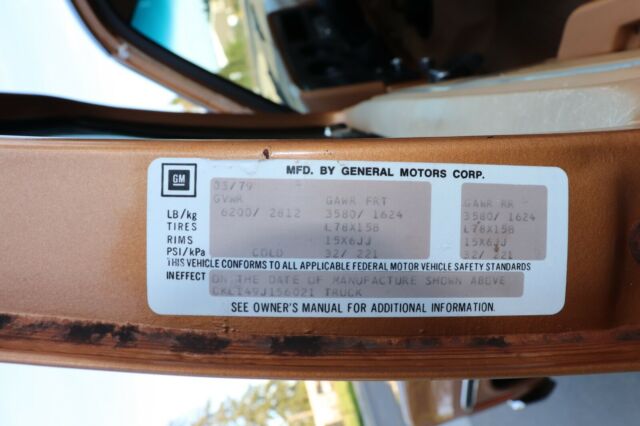 GM
MFD. BY GENERAL MOTORS CORP.
03/79
GVWR GAWR FRT GAWR RR
LB/kg 6200/ 2812 3580/ 1624 3580/ 1624
TIRES L78X15B L78X15B
RIMS 15X6JJ 15X6JJ
PSI/kPa COLD 32/ 221 32/ 221
THIS VEHICLE CONFORMS TO ALL APPLICABLE FEDERAL MOTOR VEHICLE SAFETY STANDARDS
INEFFECT ON THE DATE OF MANUFACTURE SHOWN ABOVE
CKL149J156021 TRUCK
SEE OWNER'S MANUAL FOR ADDITIONAL INFORMATION.